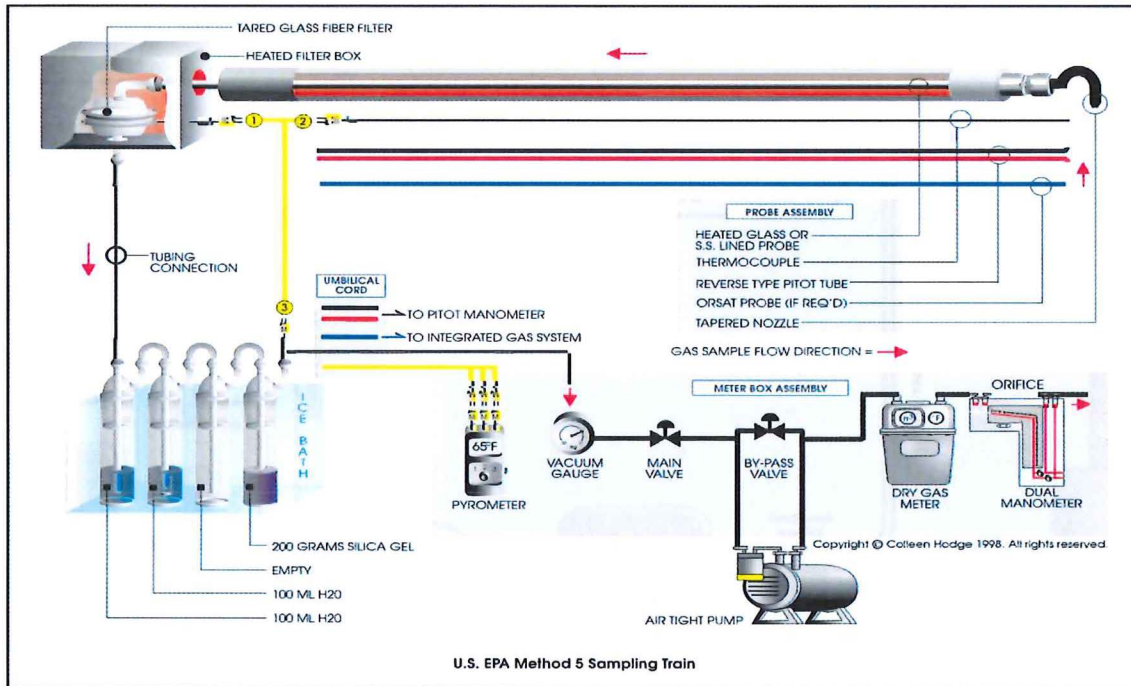 TARED GLASS FIBER FILTER
HEATED FILTER BOX
1
2
PROBE ASSEMBLY
HEATED GLASS OR
S.S. LINED PROBE
THERMOCOUPLE
REVERSE TYPE PITOT TUBE
ORSAT PROBE (IF REQ'D)
TAPERED NOZZLE
TUBING
CONNECTION
UMBILICAL
CORD
3
TO PITOT MANOMETER
TO INTEGRATED GAS SYSTEM
GAS SAMPLE FLOW DIRECTION =
METER BOX ASSEMBLY
ORIFICE
ICE BATH
65°F
6
PYROMETER
VACUUM
GAUGE
MAIN
VALVE
BY-PASS
VALVE
DRY GAS
METER
DUAL
MANOMETER
200 GRAMS SILICA GEL
EMPTY
100 ML H20
100 ML H20
Copyright © Colleen Hodge 1998. All rights reserved.
AIR TIGHT PUMP
U.S. EPA Method 5 Sampling Train